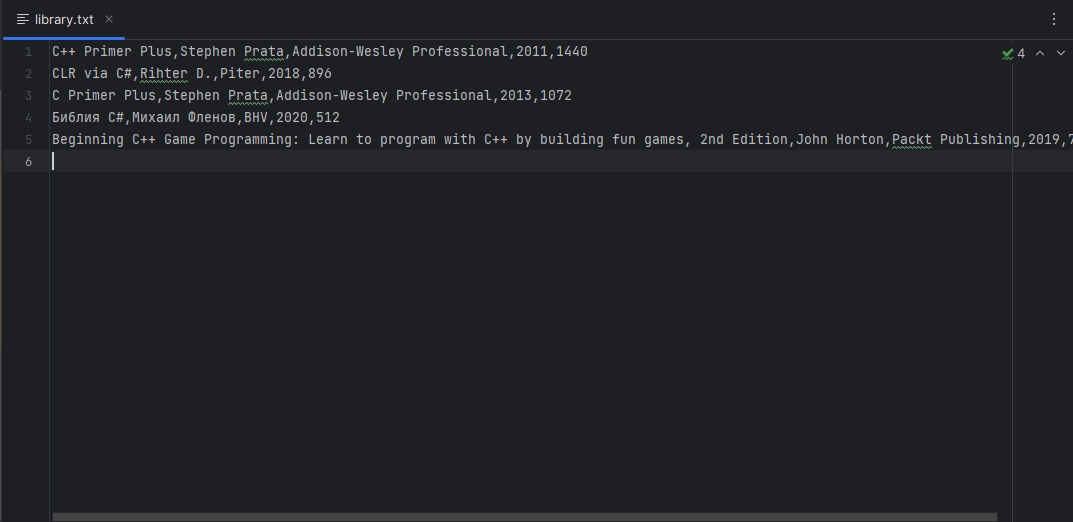 library.txt
1 C++ Primer Plus,Stephen Prata,Addison-Wesley Professional,2011,1440
4
2 CLR via C#,Rihter D.,Piter,2018,896
3 C Primer Plus,Stephen Prata,Addison-Wesley Professional,2013,1072
4 Библия C#,Михаил Фленов,BHV,2020,512
5 Beginning C++ Game Programming: Learn to program with C++ by building fun games, 2nd Edition,John Horton,Packt Publishing,2019,
6